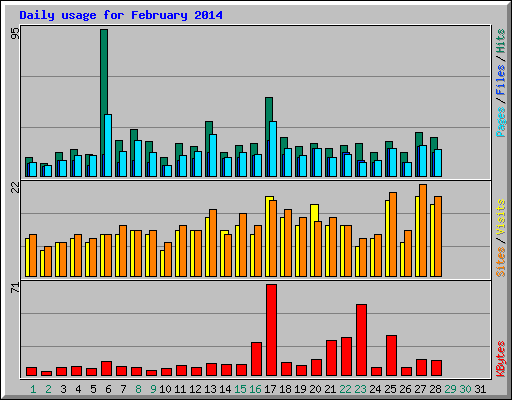 Daily usage for February 2014
95
22
71
Pages / Files / Hits
Sites / Visits
KBytes
1 2 3 4 5 6 7 8 9 10 11 12 13 14 15 16 17 18 19 20 21 22 23 24 25 26 27 28 29 30 31